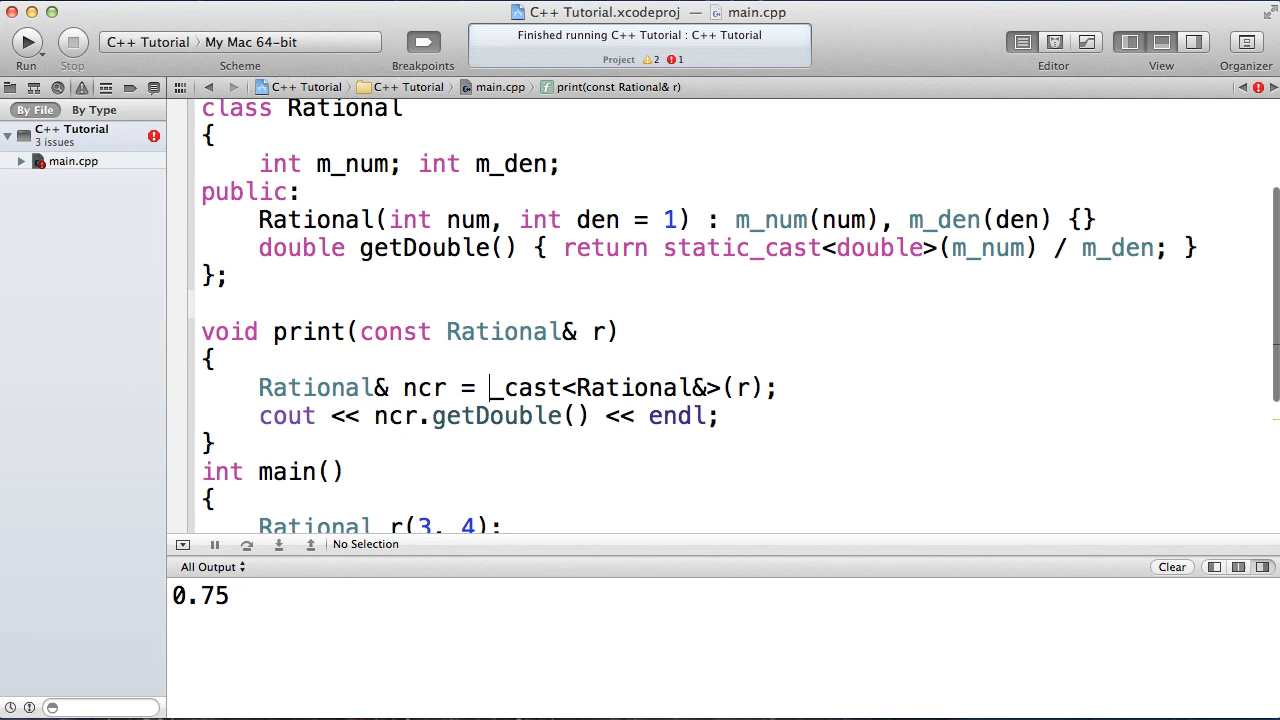 C++ Tutorial.xcodeproj — main.cpp
Run
Stop
C++ Tutorial > My Mac 64-bit
Scheme
Breakpoints
Finished running C++ Tutorial : C++ Tutorial
Project 2 1
Editor
View
Organizer
C++ Tutorial > C++ Tutorial > main.cpp > f print(const Rational& r)
By File By Type
C++ Tutorial
3 issues
main.cpp
class Rational
{
int m_num; int m_den;
public:
Rational(int num, int den = 1) : m_num(num), m_den(den) {}
double getDouble() { return static_cast<double>(m_num) / m_den; }
};
void print(const Rational& r)
{
Rational& ncr = _cast<Rational&>(r);
cout << ncr.getDouble() << endl;
}
int main()
{
Rational r(3, 4);
No Selection
All Output
Clear
0.75